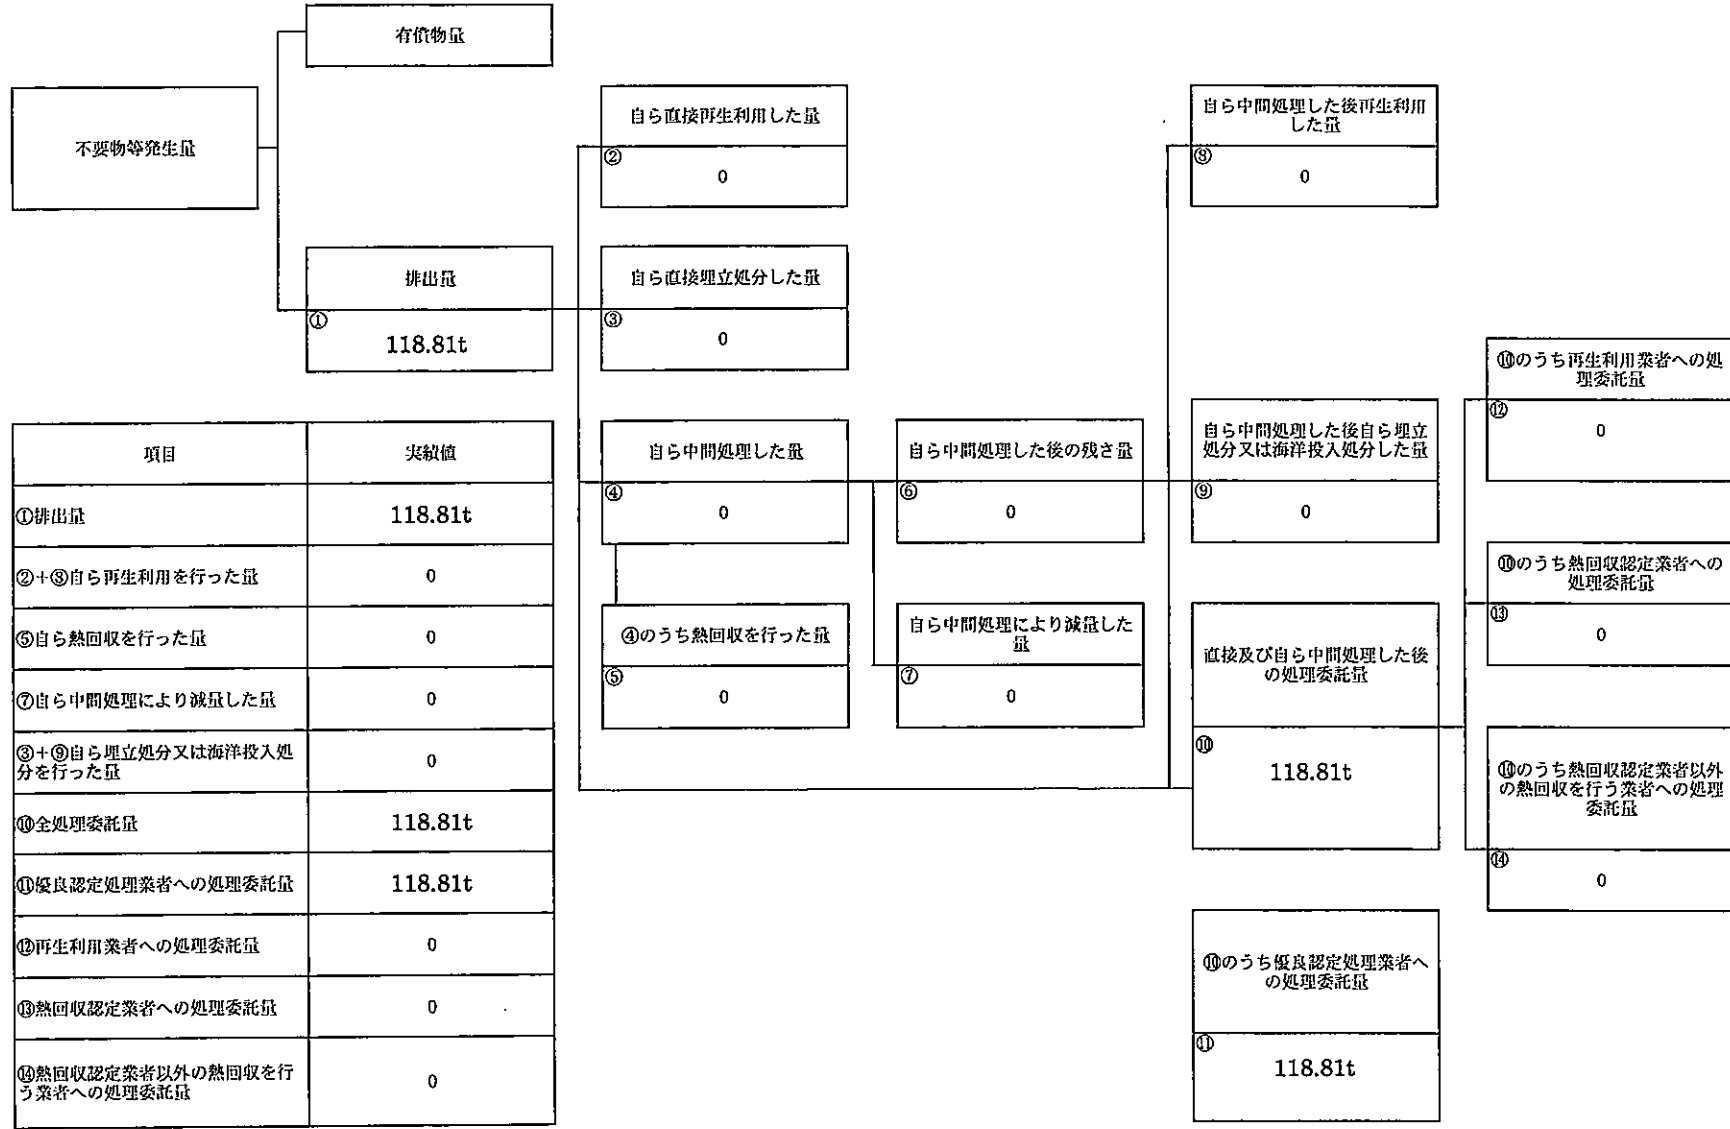 有償物量
不要物等発生量
排出量
①
118.81t
自ら直接再生利用した量
②
0
自ら直接埋立処分した量
③
0
自ら中間処理した量
④
0
④のうち熱回収を行った量
⑤
0
自ら中間処理した後の残さ量
⑥
0
自ら中間処理により減量した
量
⑦
0
自ら中間処理した後再生利用
した量
⑧
0
自ら中間処理した後自ら埋立
処分又は海洋投入処分した量
⑨
0
直接及び自ら中間処理した後
の処理委託量
⑩
118.81t
⑩のうち優良認定処理業者へ
の処理委託量
⑪
118.81t
⑩のうち再生利用業者への処
理委託量
⑫
0
⑩のうち熱回収認定業者への
処理委託量
⑬
0
⑩のうち熱回収認定業者以外
の熱回収を行う業者への処理
委託量
⑭
0
項目 実績値
①排出量 118.81t
②+⑧自ら再生利用を行った量 0
⑤自ら熱回収を行った量 0
⑦自ら中間処理により減量した量 0
③+⑨自ら埋立処分又は海洋投入処
分を行った量 0
⑩全処理委託量 118.81t
⑪優良認定処理業者への処理委託量 118.81t
⑫再生利用業者への処理委託量 0
⑬熱回収認定業者への処理委託量 0
⑭熱回収認定業者以外の熱回収を行
う業者への処理委託量 0